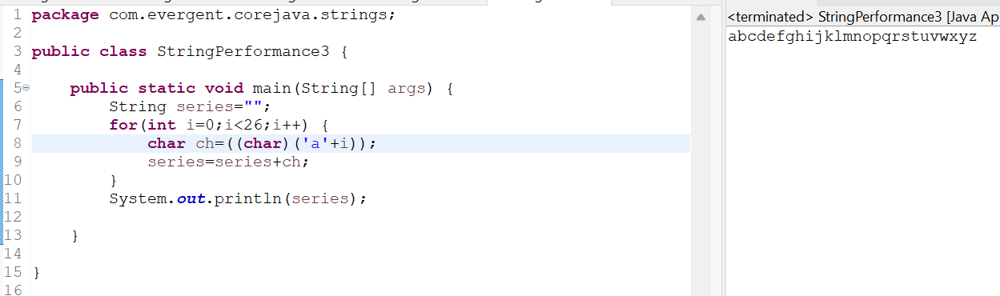 1 package com.evergent.corejava.strings;
2
3 public class StringPerformance3 {
4
5 public static void main(String[] args) {
6 String series="";
7 for(int i=0;i<26;i++) {
8 char ch=((char)('a'+i));
9 series=series+ch;
10 }
11 System.out.println(series);
12
13 }
14
15 }
16
<terminated> StringPerformance3 [Java Ap
abcdefghijklmnopqrstuvwxyz